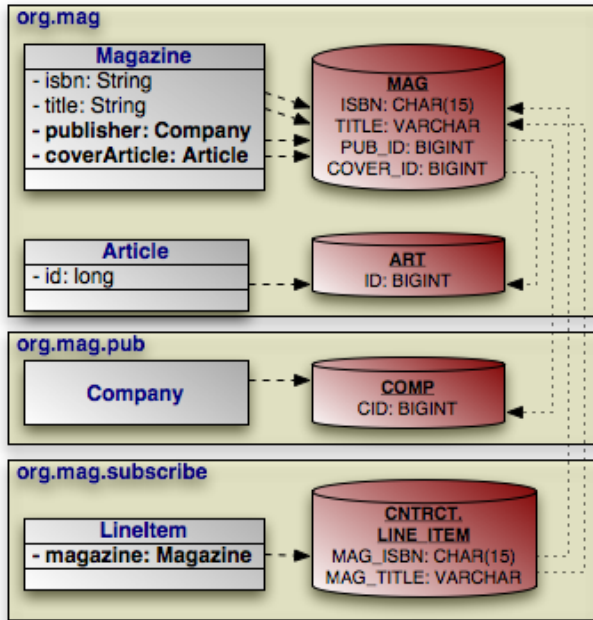 org.mag
Magazine
- isbn: String
- title: String
- publisher: Company
- coverArticle: Article
MAG
ISBN: CHAR(15)
TITLE: VARCHAR
PUB_ID: BIGINT
COVER_ID: BIGINT
Article
- id: long
ART
ID: BIGINT
org.mag.pub
Company
COMP
CID: BIGINT
org.mag.subscribe
LineItem
- magazine: Magazine
CNTRCT.
LINE_ITEM
MAG_ISBN: CHAR(15)
MAG_TITLE: VARCHAR